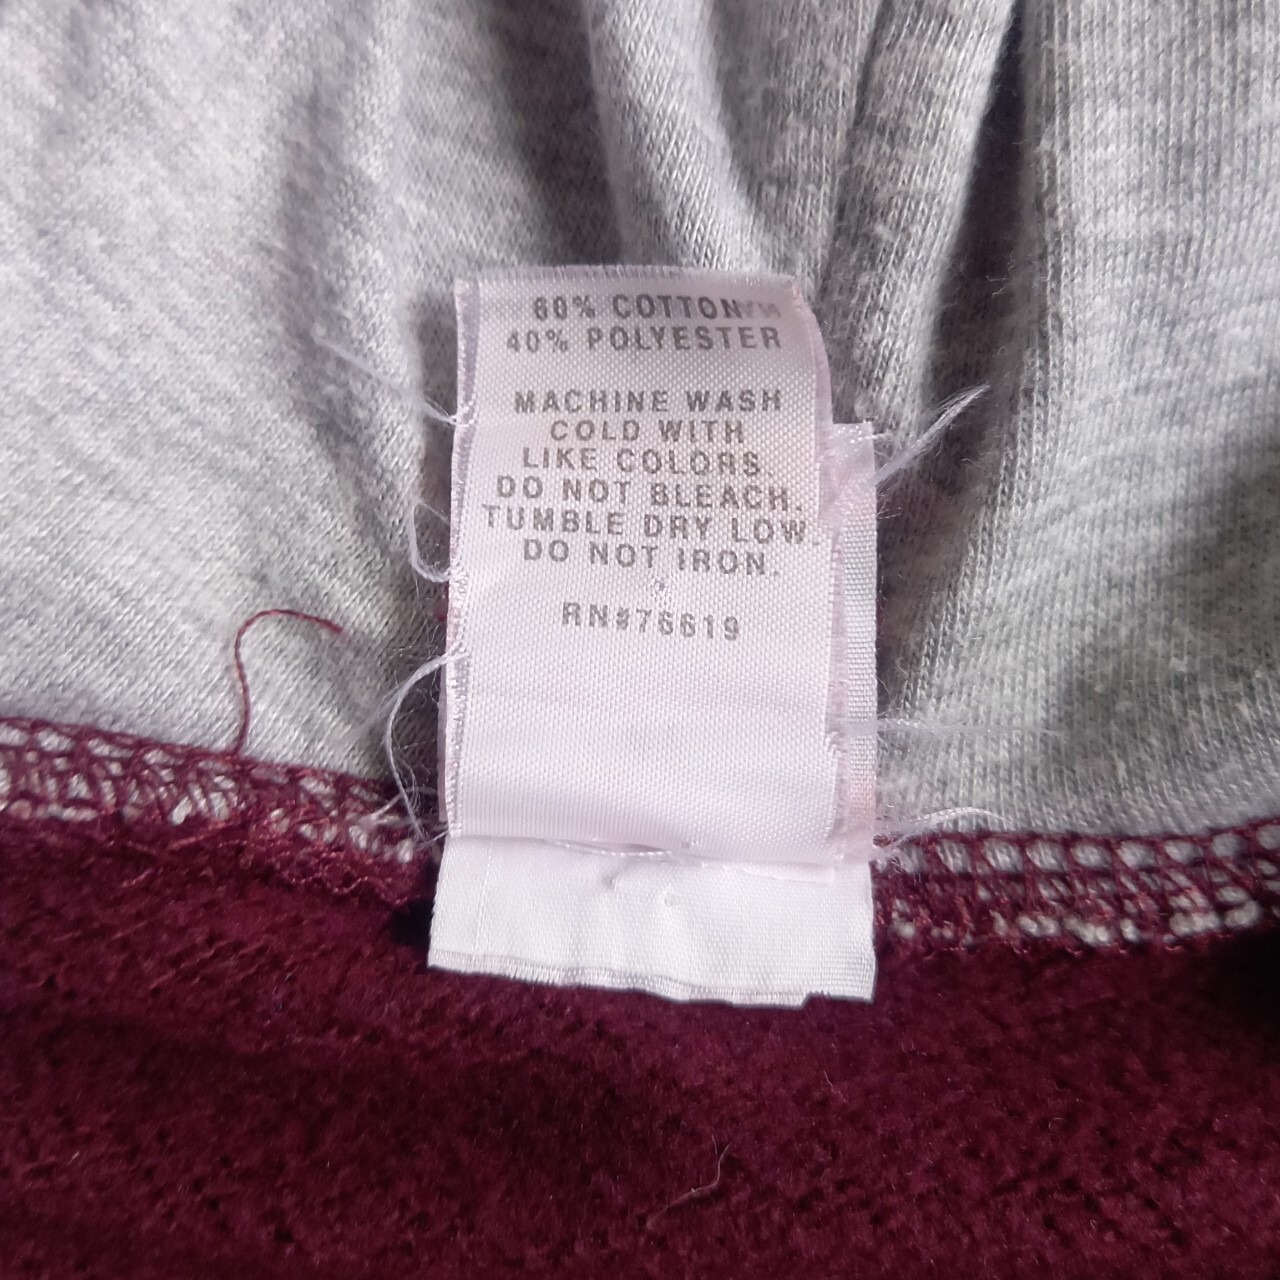 60% COTTON
40% POLYESTER
MACHINE WASH
COLD WITH
LIKE COLORS.
DO NOT BLEACH.
TUMBLE DRY LOW.
DO NOT IRON.
RN#76619